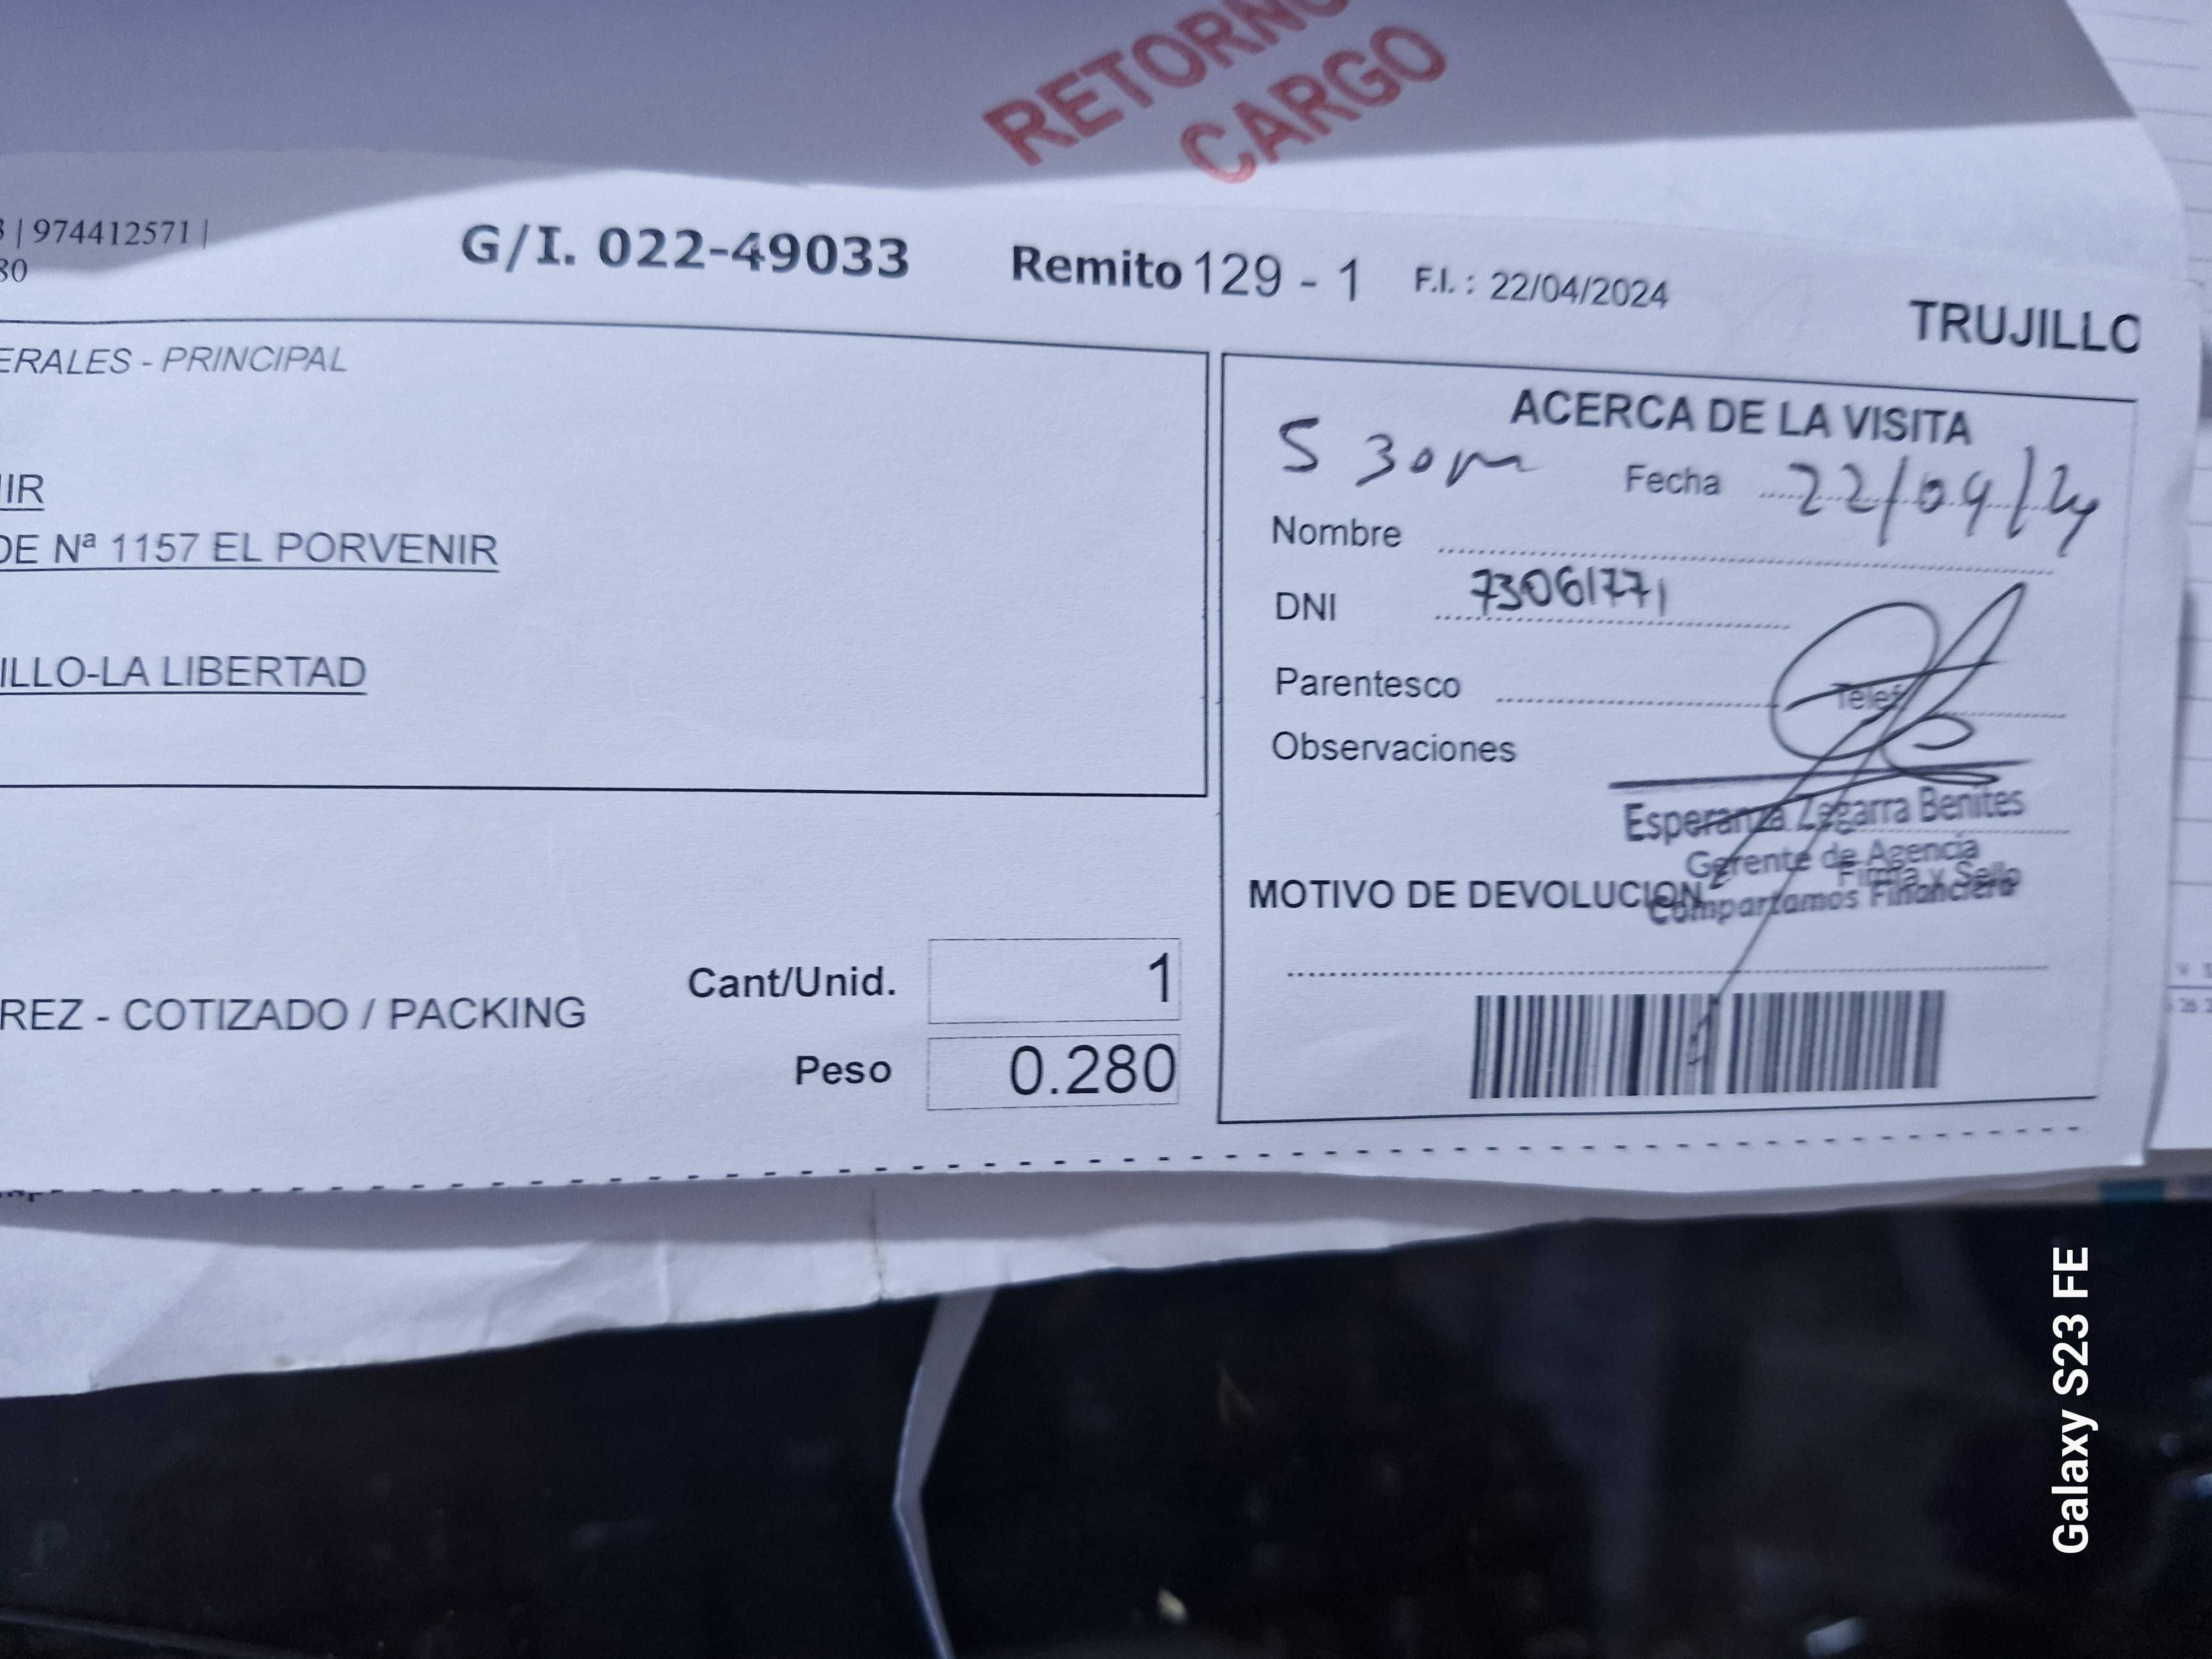 RETORNO
CARGO
3 | 974412571 |
30
G/I. 022-49033
Remito 129 - 1
F.I. : 22/04/2024
TRUJILLO
ERALES - PRINCIPAL
IR
DE Nª 1157 EL PORVENIR
ILLO-LA LIBERTAD
REZ - COTIZADO / PACKING
Cant/Unid. 1
Peso 0.280
ACERCA DE LA VISITA
5 30 pm
Fecha 22/04/24
Nombre
DNI 73061771
Parentesco
Telef.
Observaciones
Esperanza Zegarra Benites
Gerente de Agencia
Firma y Sello
Compartamos Financiera
MOTIVO DE DEVOLUCION
Galaxy S23 FE